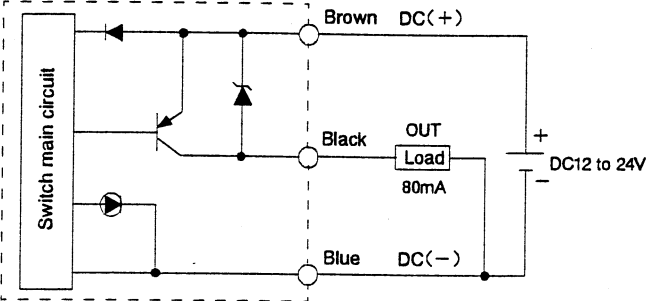 Switch main circuit
Brown DC(+)
Black
OUT
Load
80mA
+
DC12 to 24V
−
Blue DC(−)